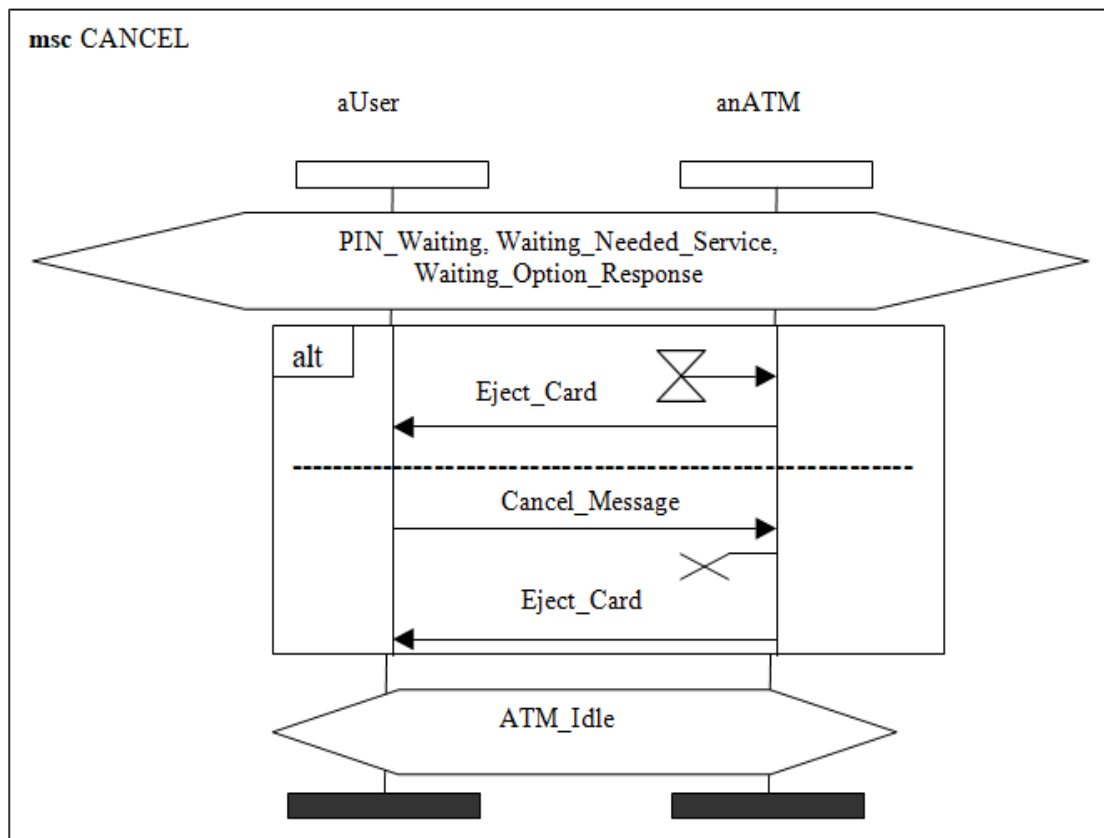 msc CANCEL
aUser
anATM
PIN_Waiting, Waiting_Needed_Service,
Waiting_Option_Response
alt
Eject_Card
Cancel_Message
Eject_Card
ATM_Idle